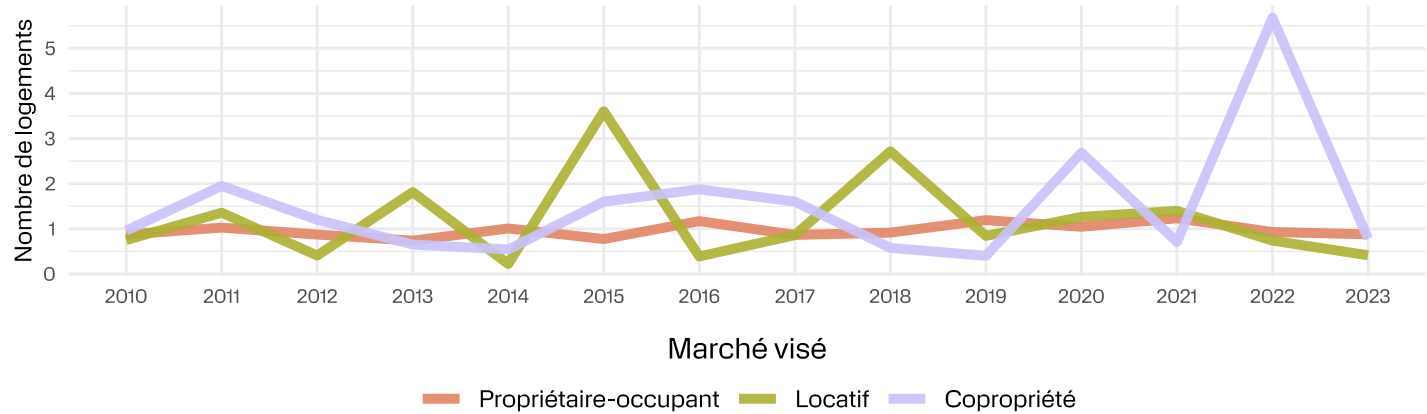 Nombre de logements
5
4
3
2
1
0
2010 2011 2012 2013 2014 2015 2016 2017 2018 2019 2020 2021 2022 2023
Marché visé
Propriétaire-occupant Locatif Copropriété